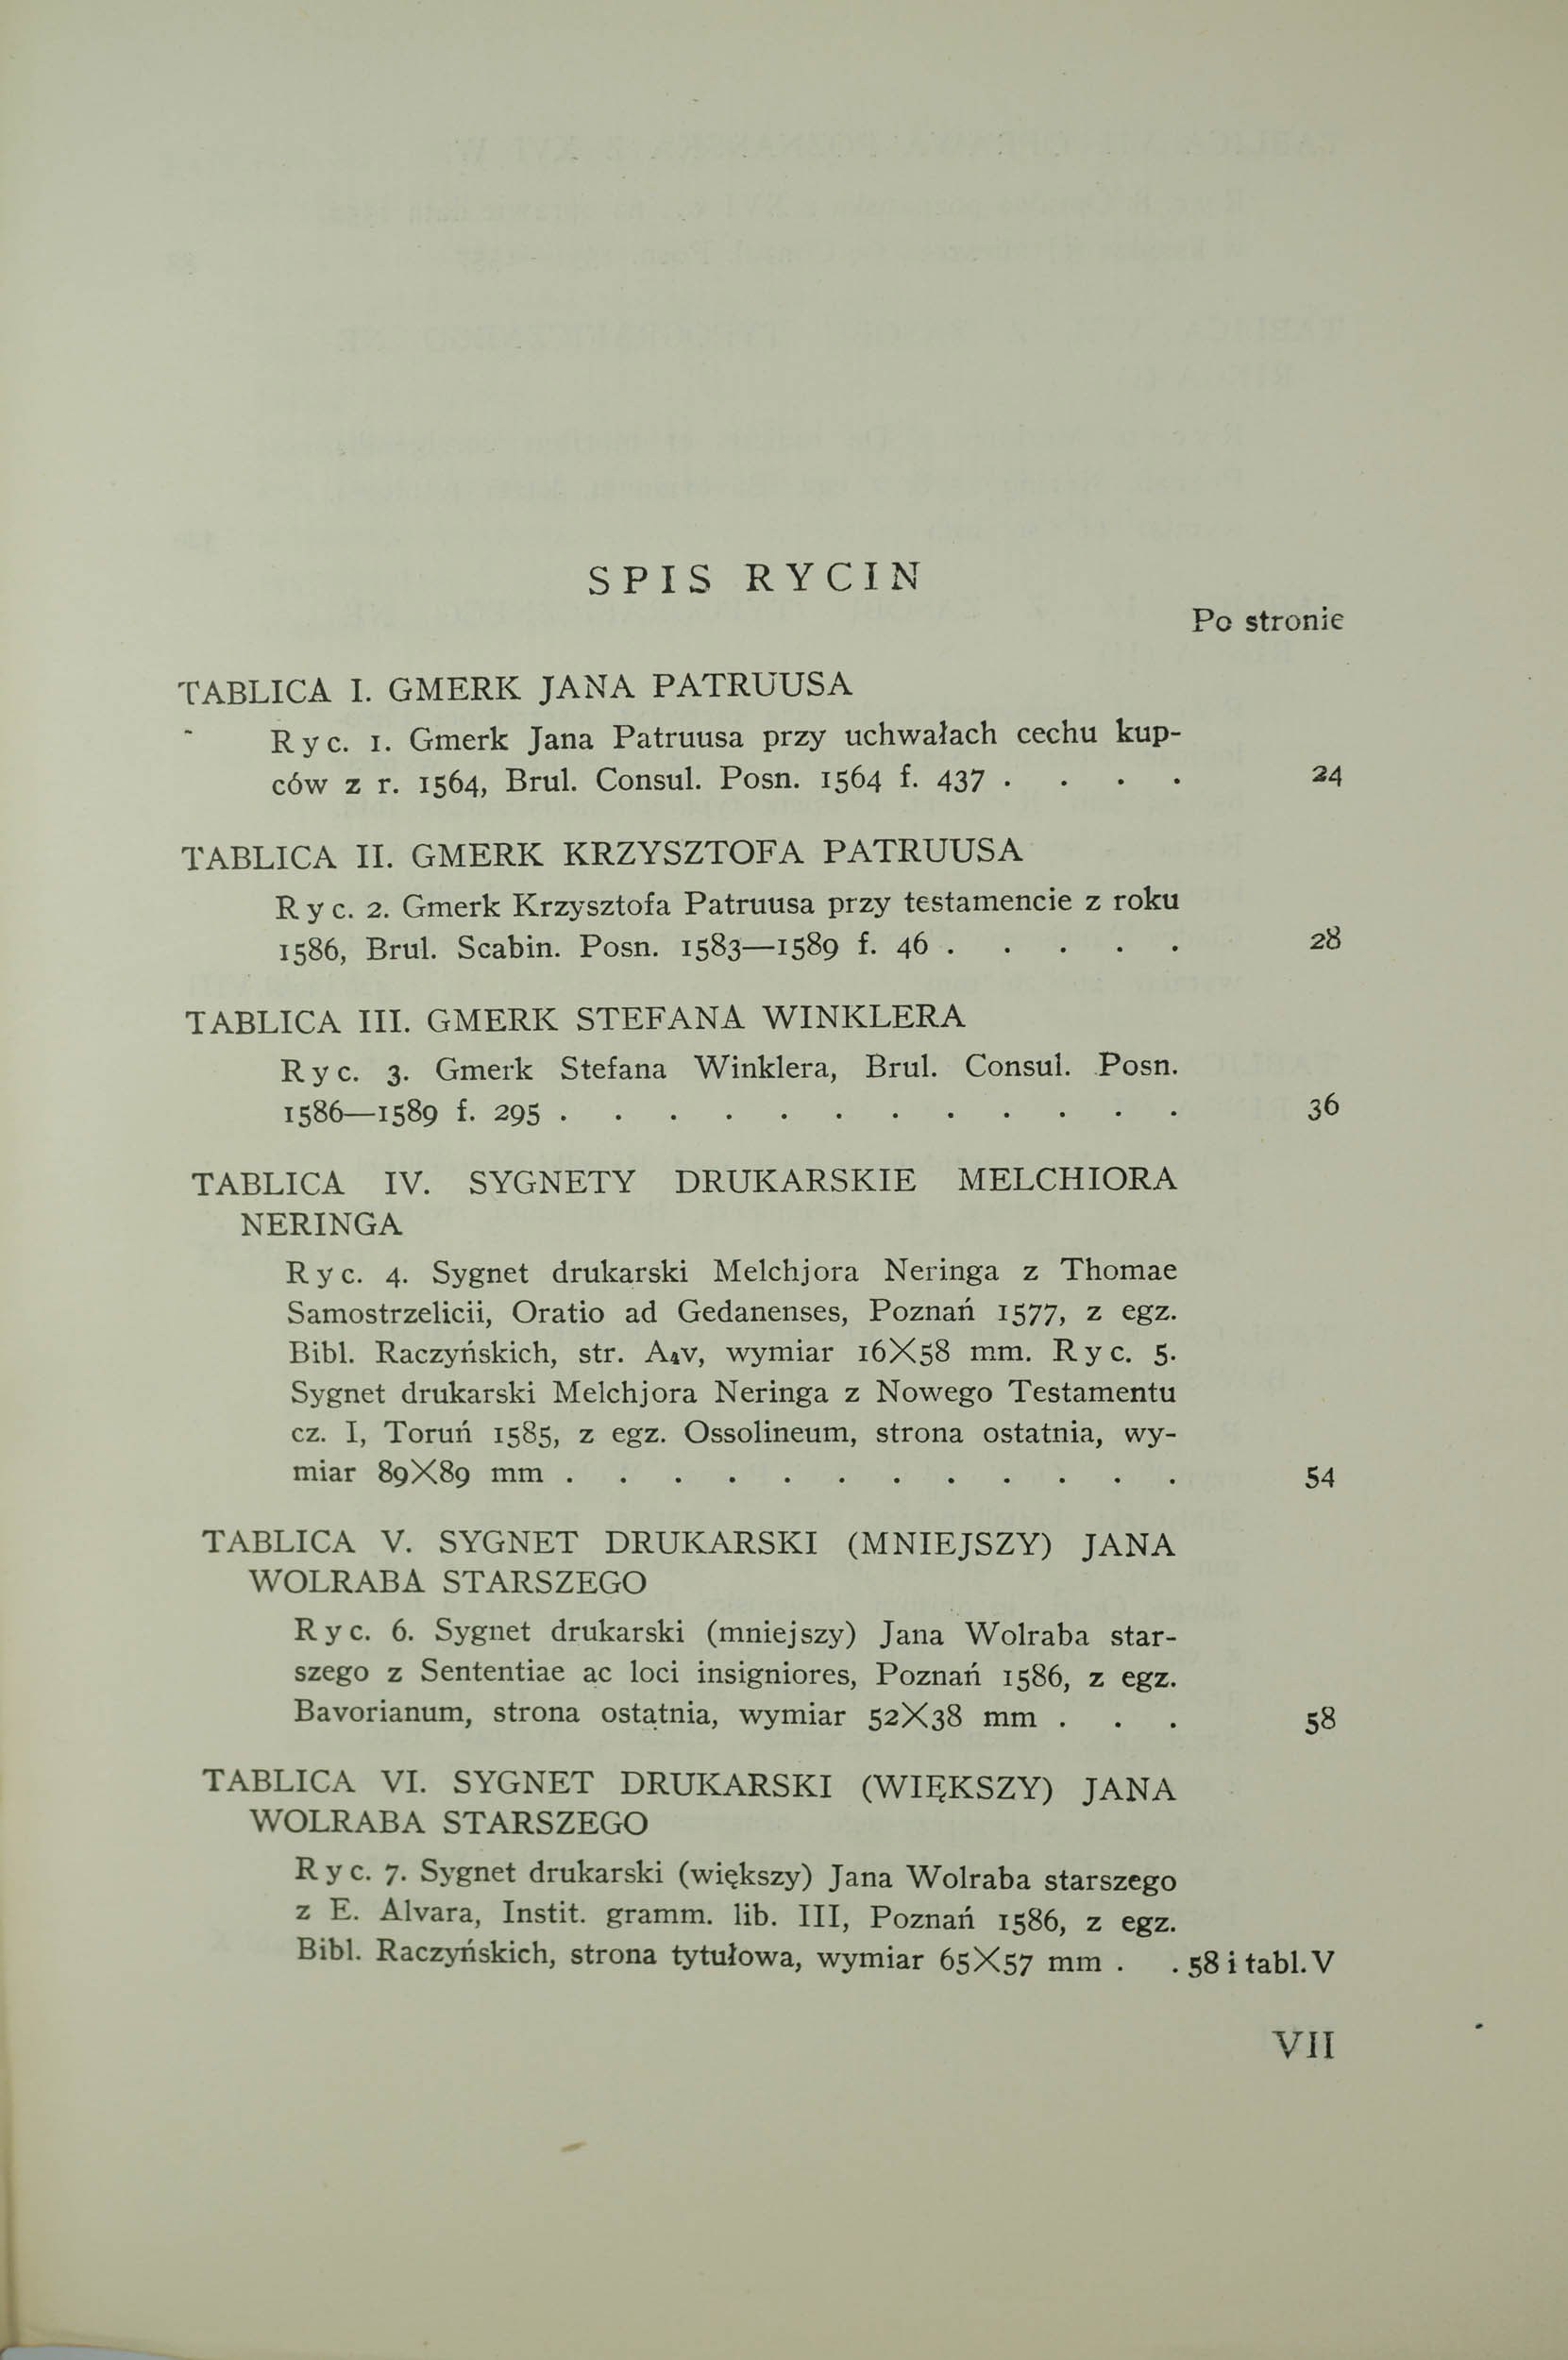 SPIS RYCIN
Po stronie
TABLICA I. GMERK JANA PATRUUSA
Ryc. 1. Gmerk Jana Patruusa przy uchwałach cechu kup-
ców z r. 1564, Brul. Consul. Posn. 1564 f. 437 . . . . 24
TABLICA II. GMERK KRZYSZTOFA PATRUUSA
Ryc. 2. Gmerk Krzysztofa Patruusa przy testamencie z roku
1586, Brul. Scabin. Posn. 1583—1589 f. 46 . . . . . 28
TABLICA III. GMERK STEFANA WINKLERA
Ryc. 3. Gmerk Stefana Winklera, Brul. Consul. Posn.
1586—1589 f. 295 . . . . . . . . . . . . 36
TABLICA IV. SYGNETY DRUKARSKIE MELCHIORA
NERINGA
Ryc. 4. Sygnet drukarski Melchjora Neringa z Thomae
Samostrzelicii, Oratio ad Gedanenses, Poznań 1577, z egz.
Bibl. Raczyńskich, str. A4v, wymiar 16X58 mm. Ryc. 5.
Sygnet drukarski Melchjora Neringa z Nowego Testamentu
cz. I, Toruń 1585, z egz. Ossolineum, strona ostatnia, wy-
miar 89X89 mm . . . . . . . . . . . . 54
TABLICA V. SYGNET DRUKARSKI (MNIEJSZY) JANA
WOLRABA STARSZEGO
Ryc. 6. Sygnet drukarski (mniejszy) Jana Wolraba star-
szego z Sententiae ac loci insigniores, Poznań 1586, z egz.
Bavorianum, strona ostatnia, wymiar 52X38 mm . . . 58
TABLICA VI. SYGNET DRUKARSKI (WIĘKSZY) JANA
WOLRABA STARSZEGO
Ryc. 7. Sygnet drukarski (większy) Jana Wolraba starszego
z E. Alvara, Instit. gramm. lib. III, Poznań 1586, z egz.
Bibl. Raczyńskich, strona tytułowa, wymiar 65X57 mm . . 58 i tabl. V
VII